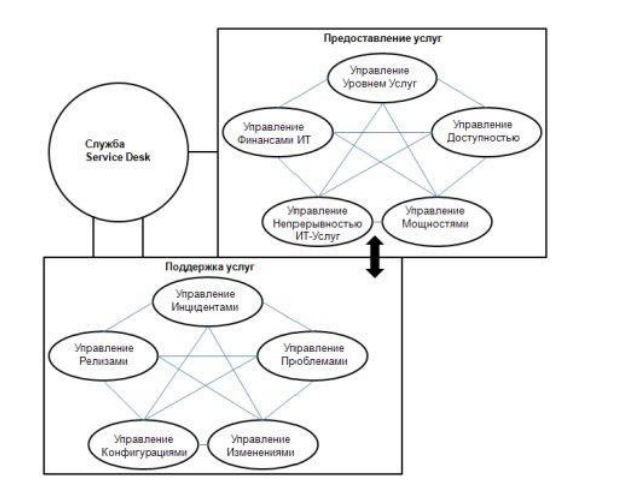 Предоставление услуг
Управление
Уровнем Услуг
Управление
Финансами ИТ
Управление
Доступностью
Служба
Service Desk
Управление
Непрерывностью
ИТ-Услуг
Управление
Мощностями
Поддержка услуг
Управление
Инцидентами
Управление
Релизами
Управление
Проблемами
Управление
Конфигурациями
Управление
Изменениями